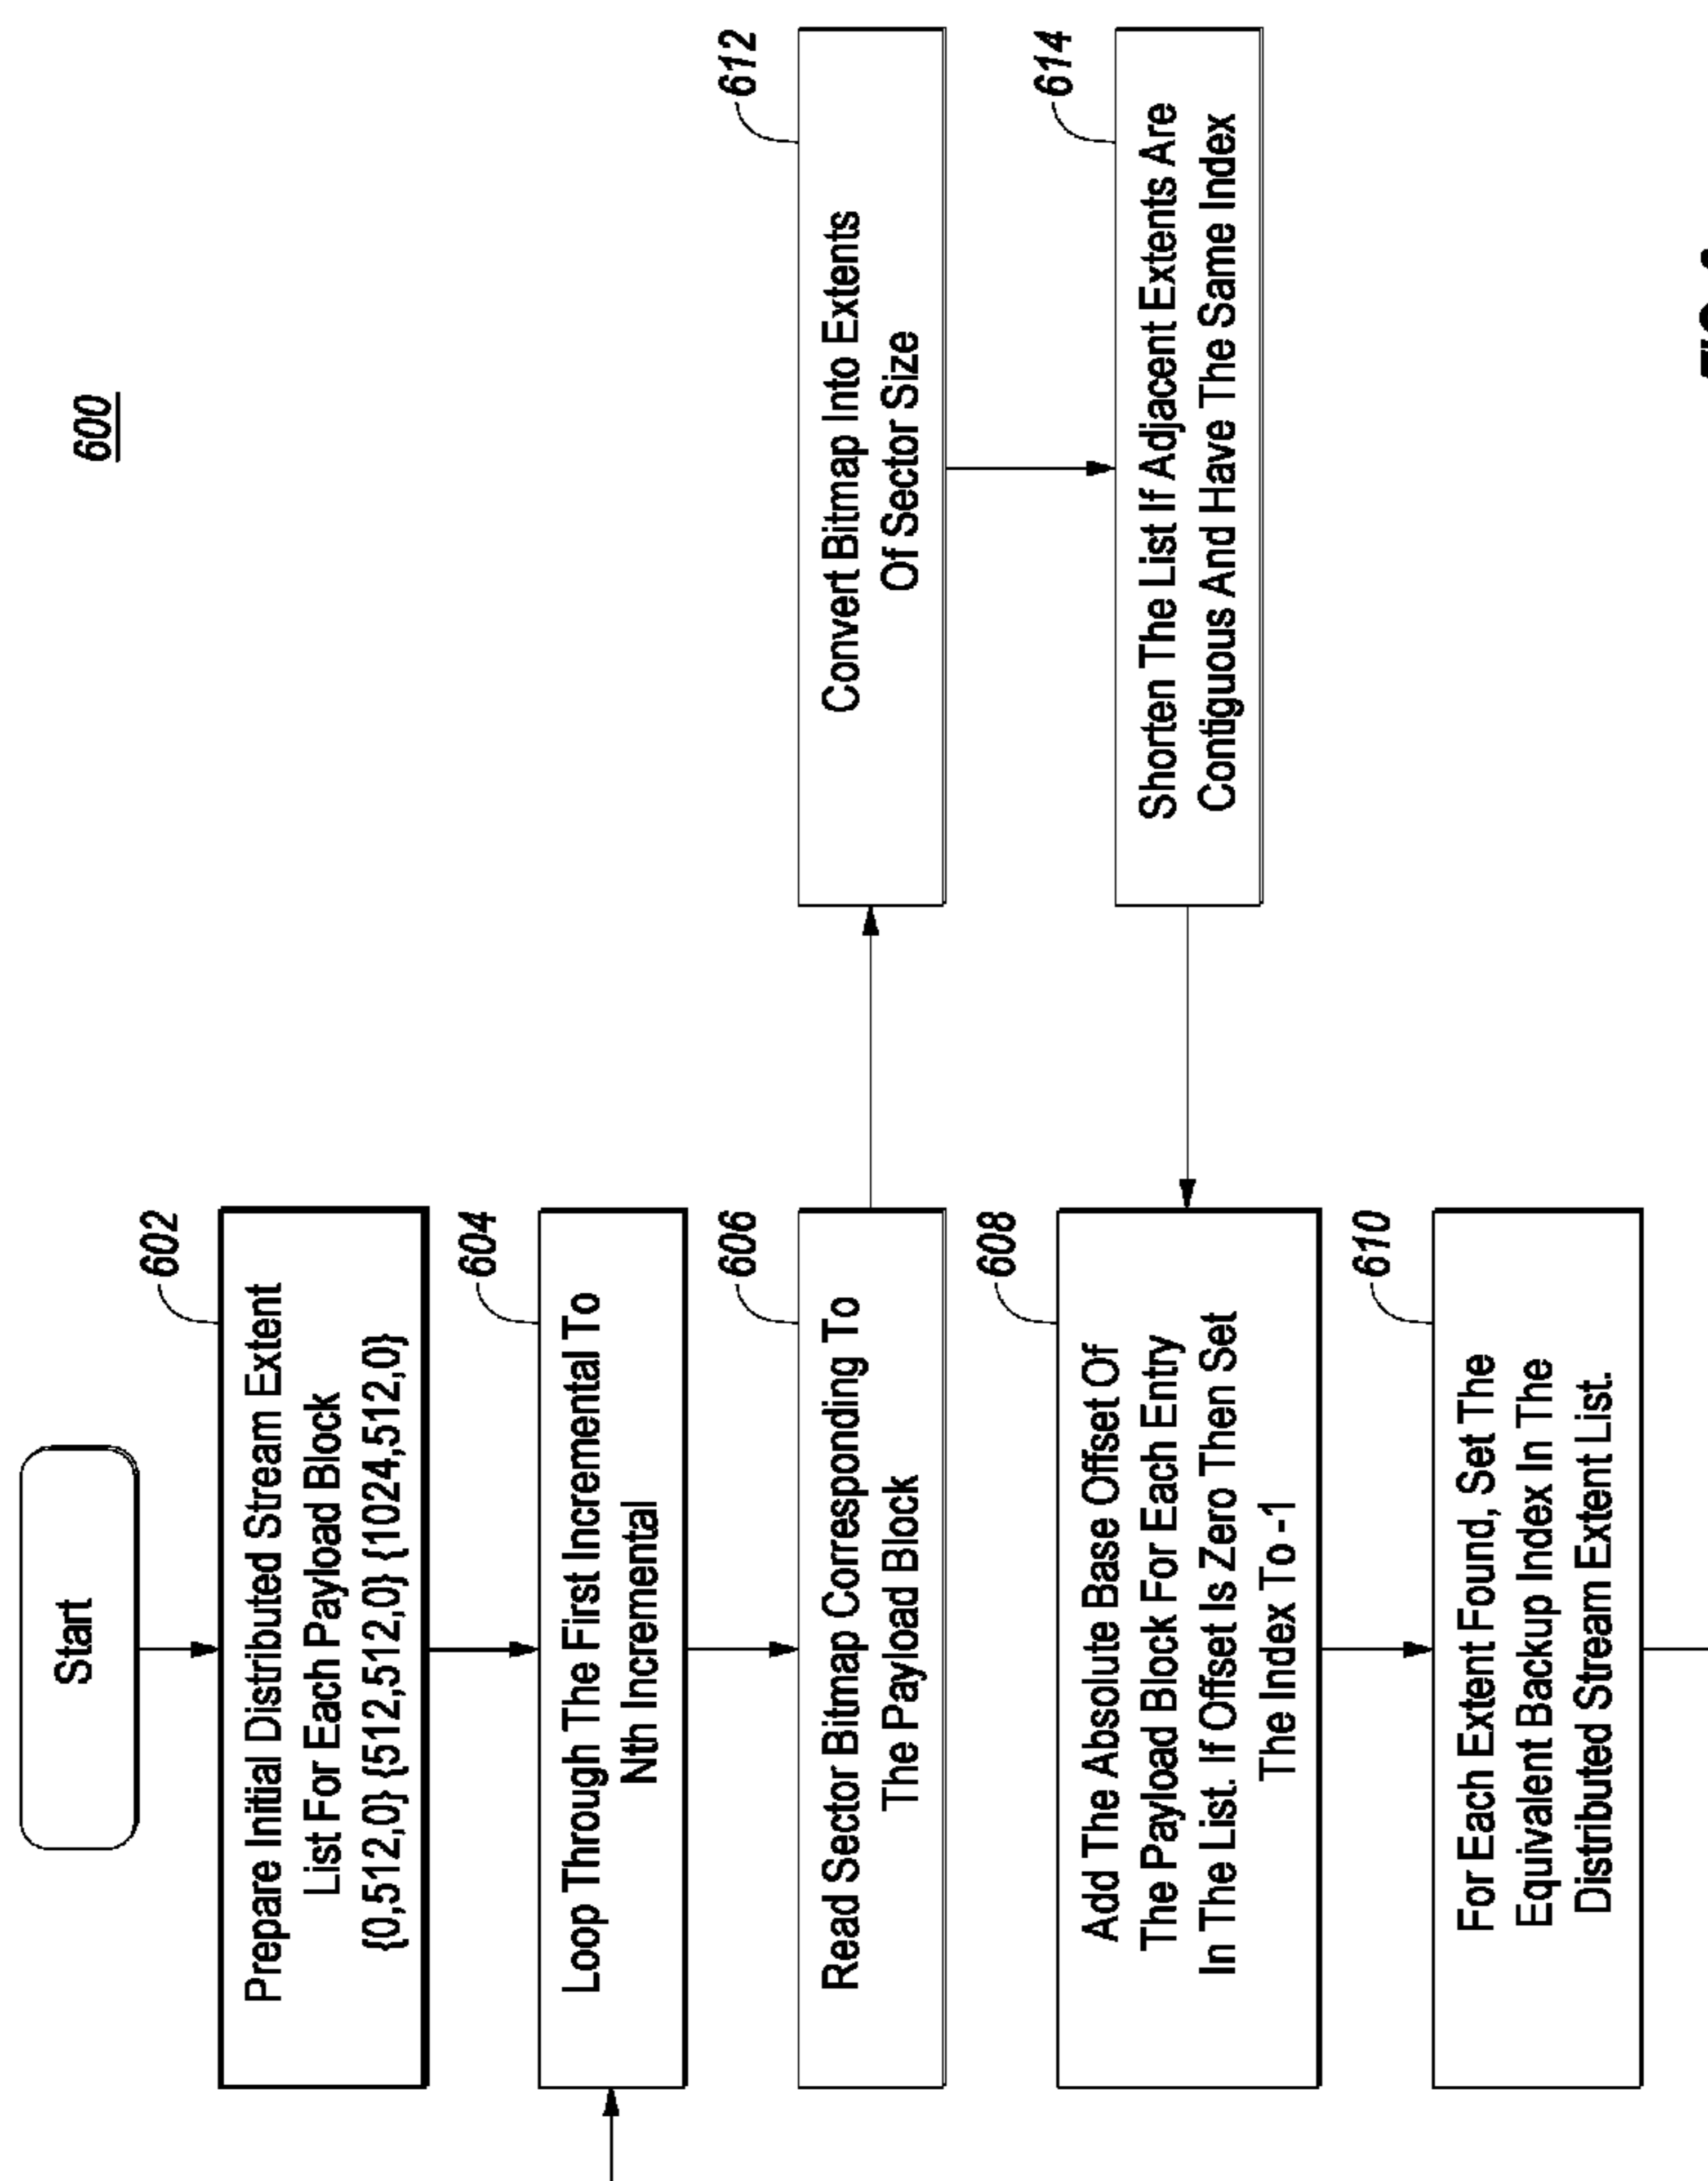 600
Start
602
Prepare Initial Distributed Stream Extent
List For Each Payload Block
{0,512,0} {512,512,0} {1024,512,0}
604
Loop Through The First Incremental To
Nth Incremental
606
Read Sector Bitmap Corresponding To
The Payload Block
612
Convert Bitmap Into Extents
Of Sector Size
614
Shorten The List If Adjacent Extents Are
Contiguous And Have The Same Index
608
Add The Absolute Base Offset Of
The Payload Block For Each Entry
In The List. If Offset Is Zero Then Set
The Index To -1
610
For Each Extent Found, Set The
Equivalent Backup Index In The
Distributed Stream Extent List.